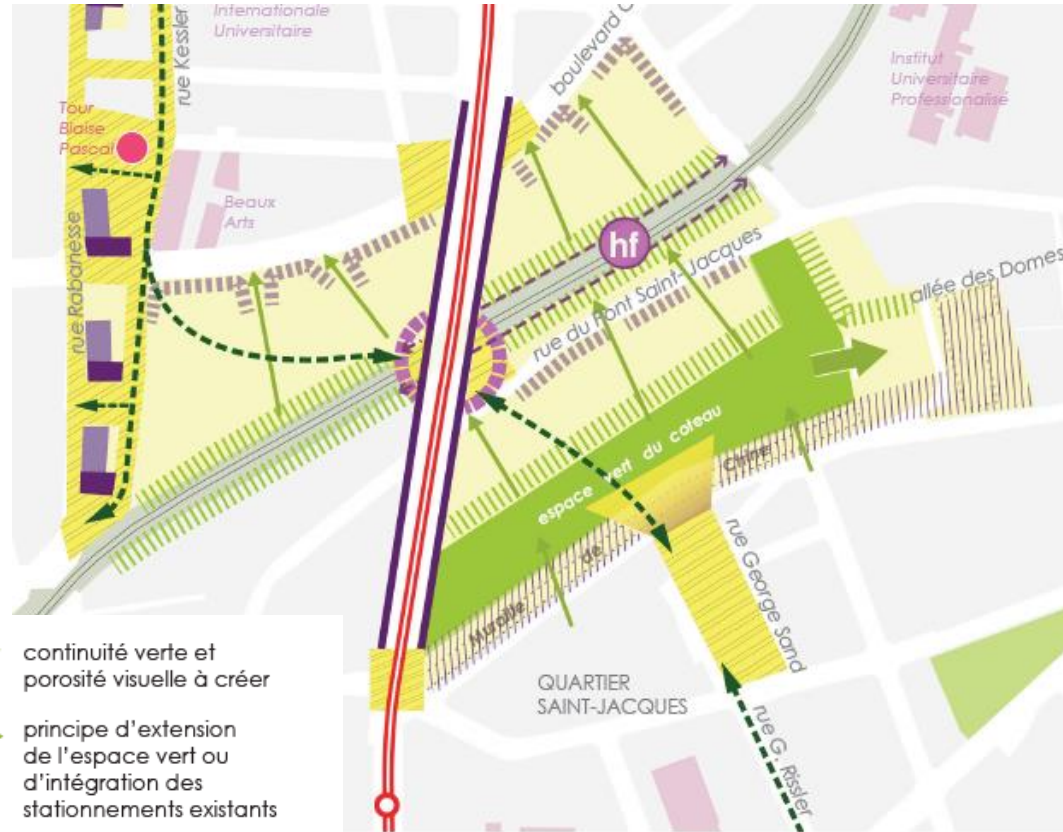 Internationale
Universitaire
rue Kessler
boulevard C
Institut
Universitaire
Professionalisé
Tour
Blaise
Pascal
Beaux
Arts
rue Rabanesse
hf
rue du Pont Saint-Jacques
allée des Domes
espace vert du coteau
Muraille de Chine
rue George Sand
QUARTIER
SAINT-JACQUES
rue G. Rissler
continuité verte et
porosité visuelle à créer
principe d'extension
de l'espace vert ou
d'intégration des
stationnements existants